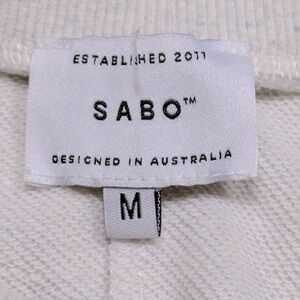 ESTABLISHED 2011
SABO™
DESIGNED IN AUSTRALIA
M